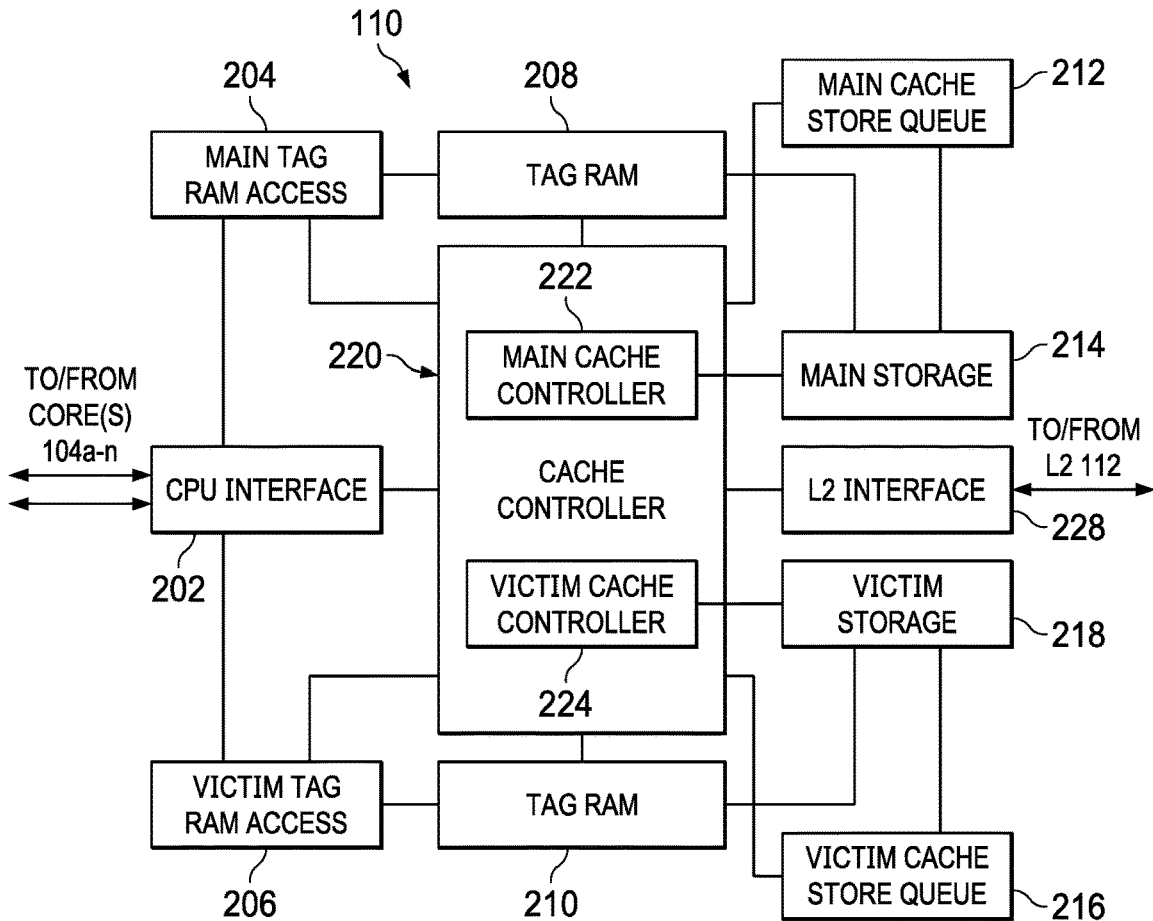 110
204
208
212
MAIN CACHE
STORE QUEUE
MAIN TAG
RAM ACCESS
TAG RAM
222
220
MAIN CACHE
CONTROLLER
MAIN STORAGE
214
TO/FROM
CORE(S)
104a-n
TO/FROM
L2 112
CPU INTERFACE
CACHE
CONTROLLER
L2 INTERFACE
228
202
VICTIM CACHE
CONTROLLER
VICTIM
STORAGE
218
224
VICTIM TAG
RAM ACCESS
TAG RAM
VICTIM CACHE
STORE QUEUE
206
210
216